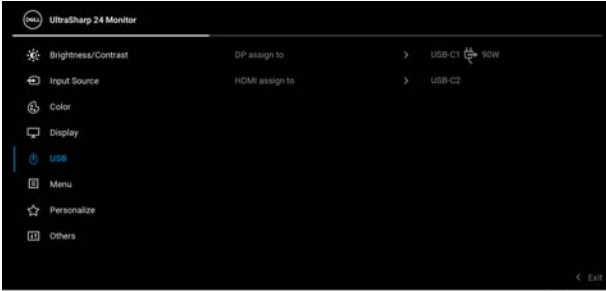 DELL UltraSharp 24 Monitor
Brightness/Contrast DP assign to > USB-C1 90W
Input Source HDMI assign to > USB-C2
Color
Display
USB
Menu
Personalize
Others
< Exit